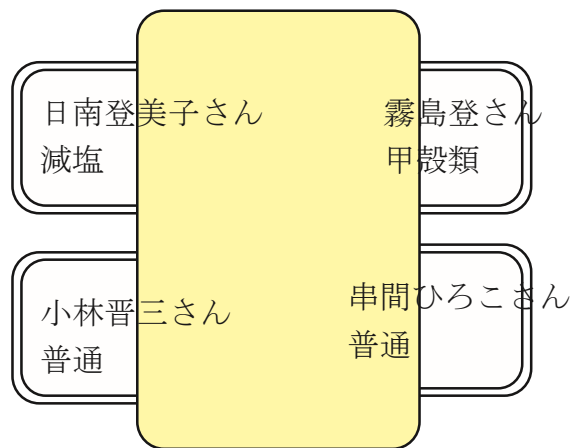 日南登美子さん
減塩
霧島登さん
甲殻類
小林晋三さん
普通
串間ひろこさん
普通